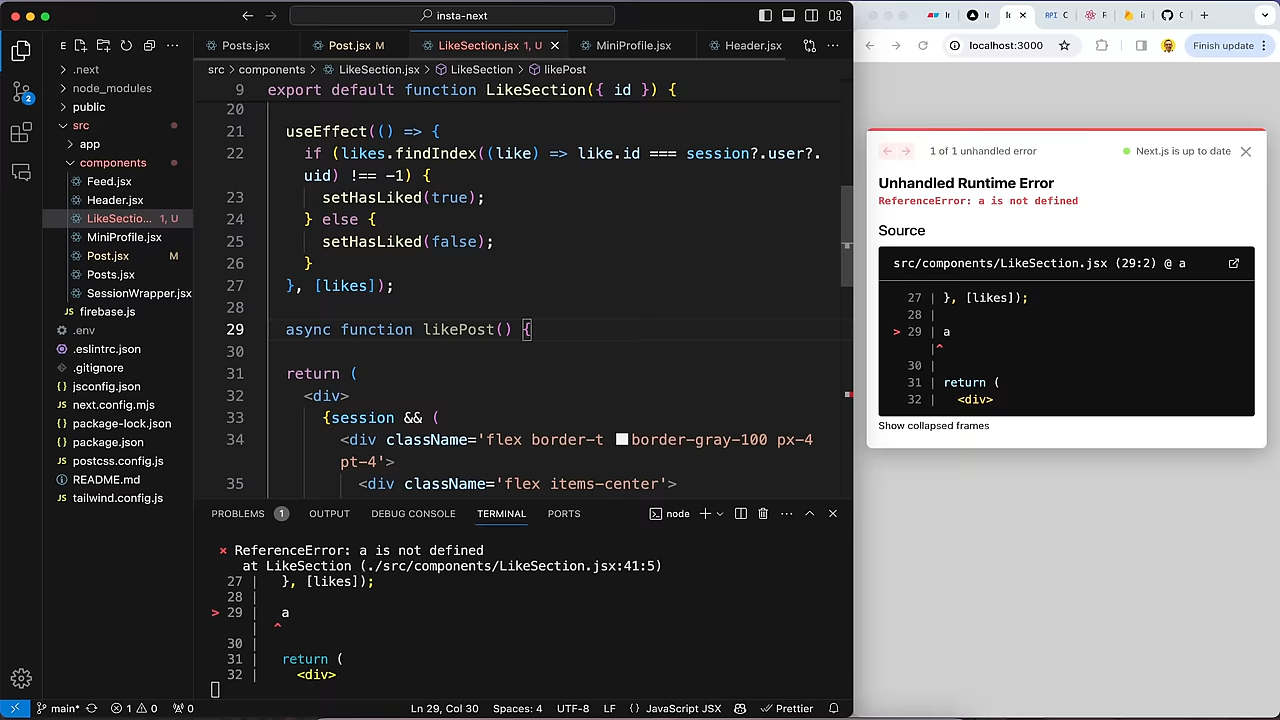 insta-next
E
.next
node_modules
public
src
app
components
Feed.jsx
Header.jsx
LikeSectio... 1, U
MiniProfile.jsx
Post.jsx M
Posts.jsx
SessionWrapper.jsx
firebase.js
.env
.eslintrc.json
.gitignore
jsconfig.json
next.config.mjs
package-lock.json
package.json
postcss.config.js
README.md
tailwind.config.js
2
Posts.jsx
Post.jsx M
LikeSection.jsx 1, U
MiniProfile.jsx
Header.jsx
src > components > LikeSection.jsx > LikeSection > likePost
9 export default function LikeSection({ id }) {
20
21 useEffect(() => {
22 if (likes.findIndex((like) => like.id === session?.user?.
uid) !== -1) {
23 setHasLiked(true);
24 } else {
25 setHasLiked(false);
26 }
27 }, [likes]);
28
29 async function likePost() {
30
31 return (
32 <div>
33 {session && (
34 <div className='flex border-t border-gray-100 px-4
pt-4'>
35 <div className='flex items-center'>
PROBLEMS 1 OUTPUT DEBUG CONSOLE TERMINAL PORTS node
× ReferenceError: a is not defined
at LikeSection (./src/components/LikeSection.jsx:41:5)
27 | }, [likes]);
28 |
> 29 | a
| ^
30 |
31 | return (
32 | <div>
main* 1 0 0 Ln 29, Col 30 Spaces: 4 UTF-8 LF {} JavaScript JSX Prettier
API C
localhost:3000
Finish update
1 of 1 unhandled error
Next.js is up to date
Unhandled Runtime Error
ReferenceError: a is not defined
Source
src/components/LikeSection.jsx (29:2) @ a
27 | }, [likes]);
28 |
> 29 | a
|^
30 |
31 | return (
32 | <div>
Show collapsed frames